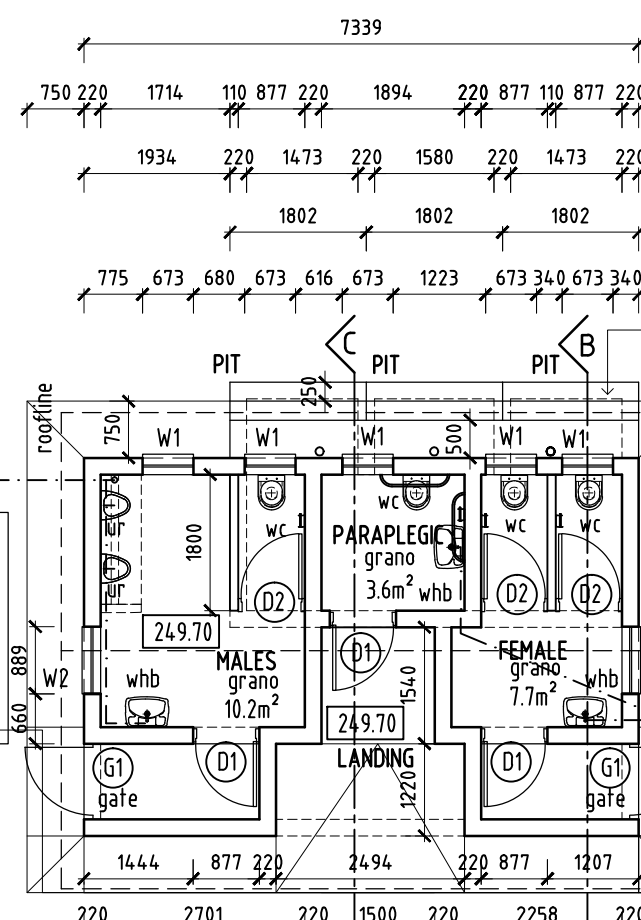 7339
750 220 1714 110 877 220 1894 220 877 110 877 220
1934 220 1473 220 1580 220 1473 220
1802 1802 1802
775 673 680 673 616 673 1223 673 340 673 340
C B
PIT PIT PIT
roofline
250
750
500
W1 W1 W1 W1 W1
wc
ur wc wc wc
1800
PARAPLEGIC
grano
3.6m² whb
ur
D2 D2 D2
249.70
889
W2
MALES
grano
10.2m²
whb
D1
1540
FEMALE
grano
7.7m²
whb
660
249.70
LANDING
G1 D1 D1 G1
gate gate
1220
1444 877 220 2494 220 877 1207
220 2701 220 1500 220 2258 220